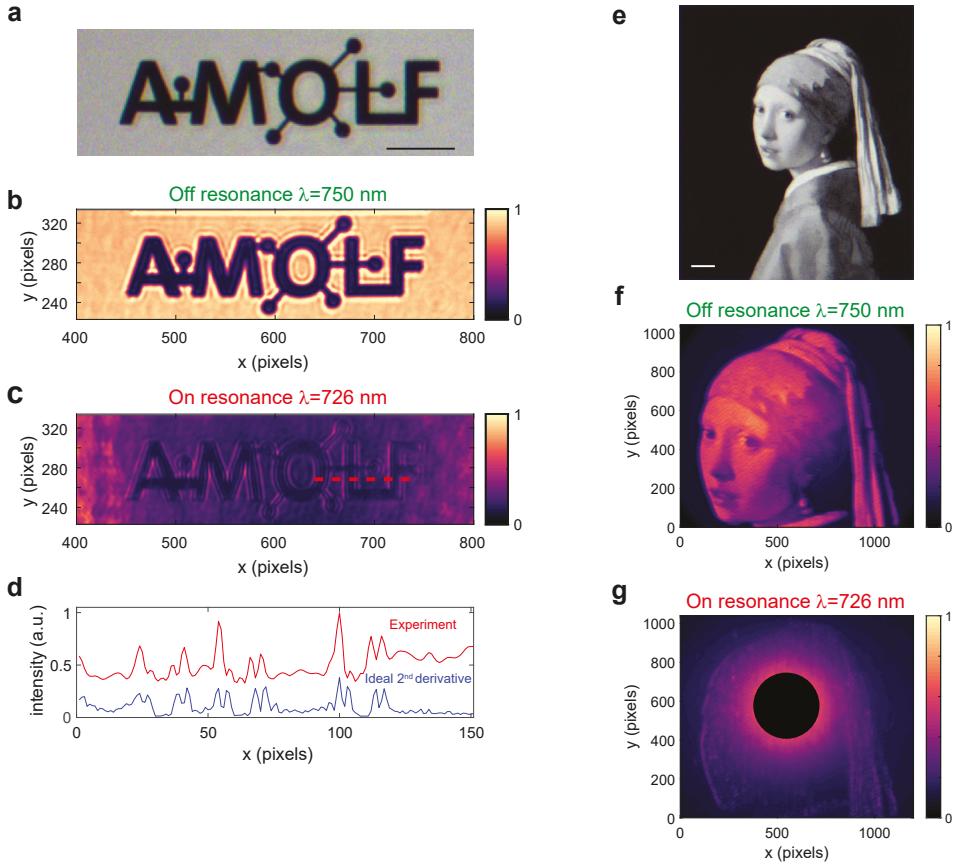 a
AMOLF
b
Off resonance λ=750 nm
y (pixels)
320
280
240
AMOLF
1
0
400
500
600
700
800
x (pixels)
c
On resonance λ=726 nm
y (pixels)
320
280
240
AMOLF
1
0
400
500
600
700
800
x (pixels)
d
intensity (a.u.)
1
0.5
0
Experiment
Ideal 2nd derivative
0
50
100
150
x (pixels)
e
f
Off resonance λ=750 nm
y (pixels)
1000
800
600
400
200
0
1
0
0
500
1000
x (pixels)
g
On resonance λ=726 nm
y (pixels)
1000
800
600
400
200
0
1
0
0
500
1000
x (pixels)